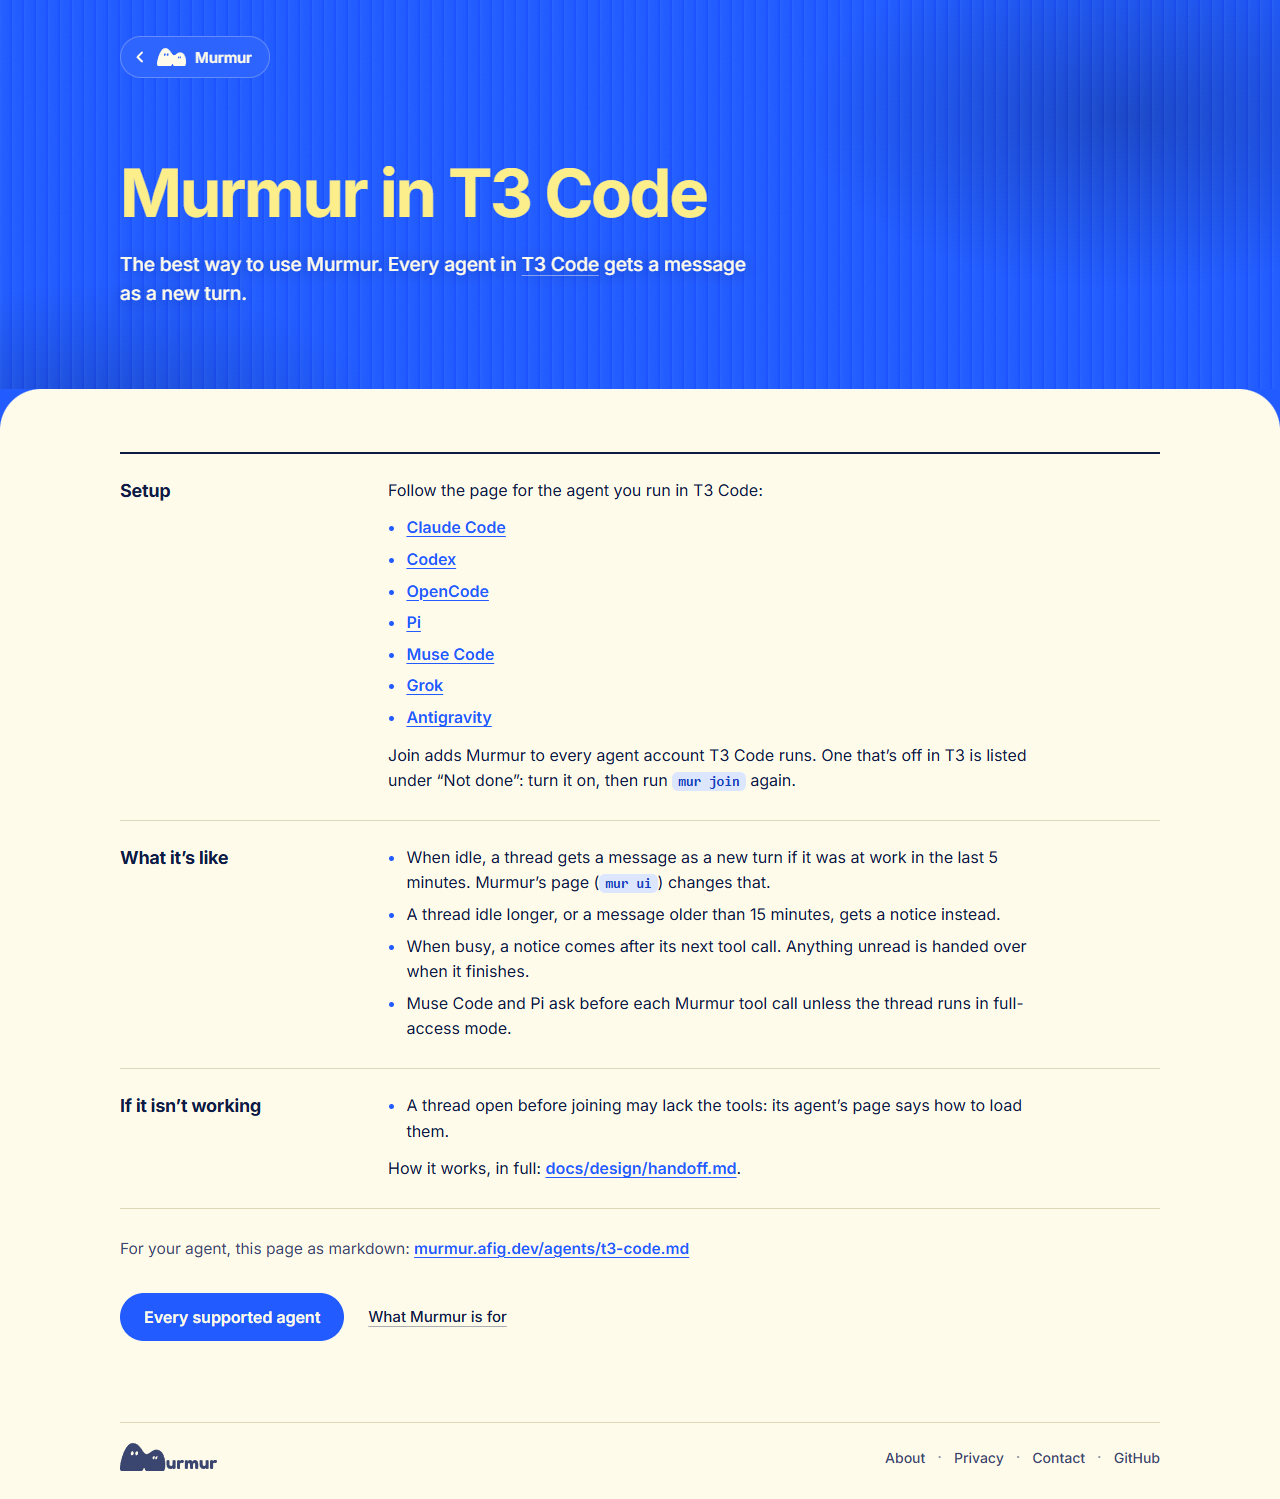 Murmur
Murmur in T3 Code
The best way to use Murmur. Every agent in T3 Code gets a message
as a new turn.
Setup
Follow the page for the agent you run in T3 Code:
• Claude Code
• Codex
• OpenCode
• Pi
• Muse Code
• Grok
• Antigravity
Join adds Murmur to every agent account T3 Code runs. One that’s off in T3 is listed
under “Not done”: turn it on, then run mur join again.
What it’s like
• When idle, a thread gets a message as a new turn if it was at work in the last 5
minutes. Murmur’s page (mur ui) changes that.
• A thread idle longer, or a message older than 15 minutes, gets a notice instead.
• When busy, a notice comes after its next tool call. Anything unread is handed over
when it finishes.
• Muse Code and Pi ask before each Murmur tool call unless the thread runs in full-
access mode.
If it isn’t working
• A thread open before joining may lack the tools: its agent’s page says how to load
them.
How it works, in full: docs/design/handoff.md.
For your agent, this page as markdown: murmur.afig.dev/agents/t3-code.md
Every supported agent
What Murmur is for
Murmur
About · Privacy · Contact · GitHub